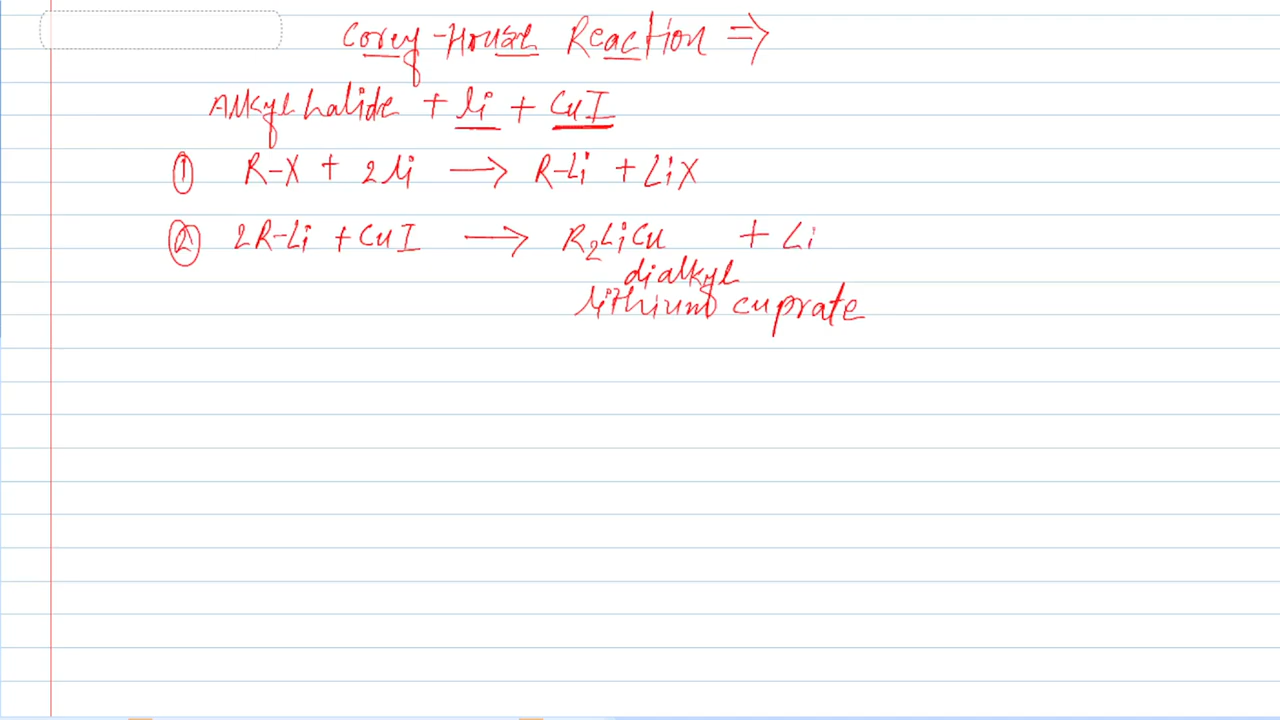 Corey-House Reaction ⇒
Alkyl halide + Li + CuI
① R-X + 2Li → R-Li + LiX
② 2R-Li + CuI → R₂LiCu + Li
dialkyl
lithium cuprate